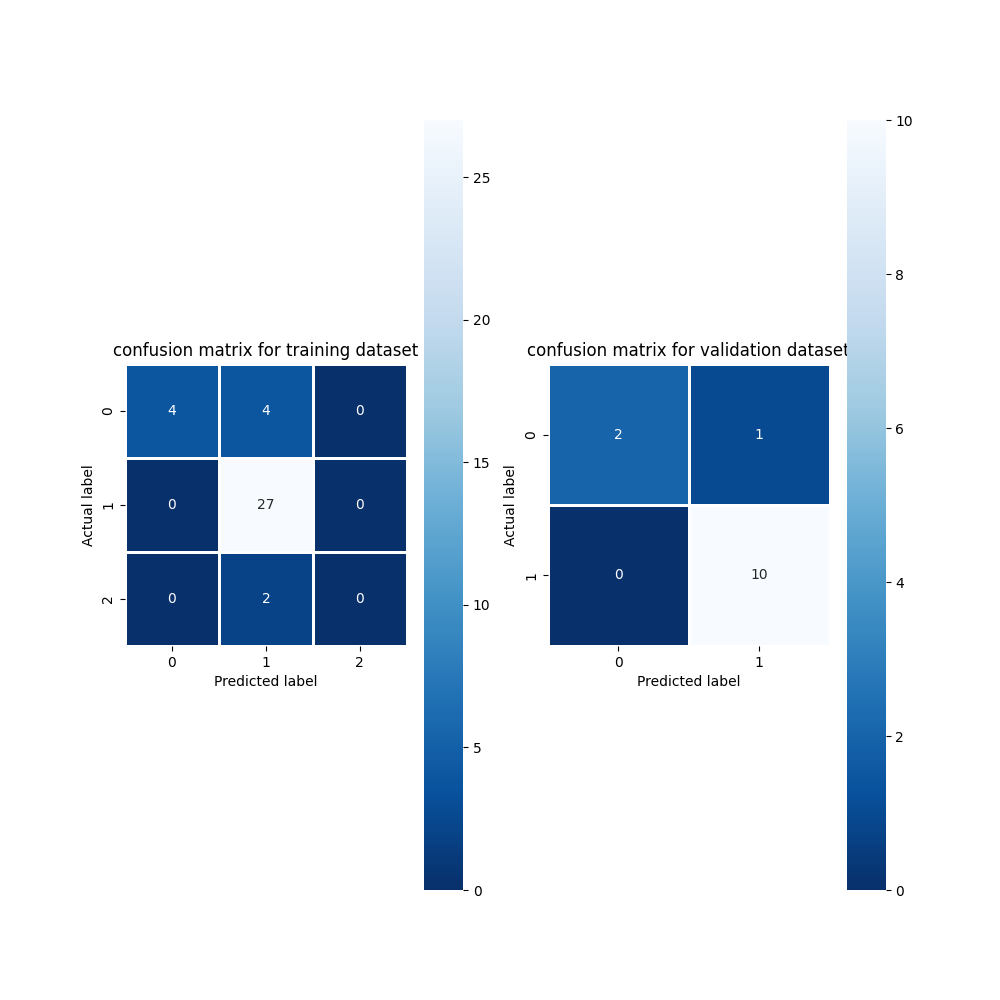 confusion matrix for training dataset
Actual label
0
1
2
4 4 0
0 27 0
0 2 0
0 1 2
Predicted label
25
20
15
10
5
0
confusion matrix for validation dataset
Actual label
0
1
2 1
0 10
0 1
Predicted label
10
8
6
4
2
0